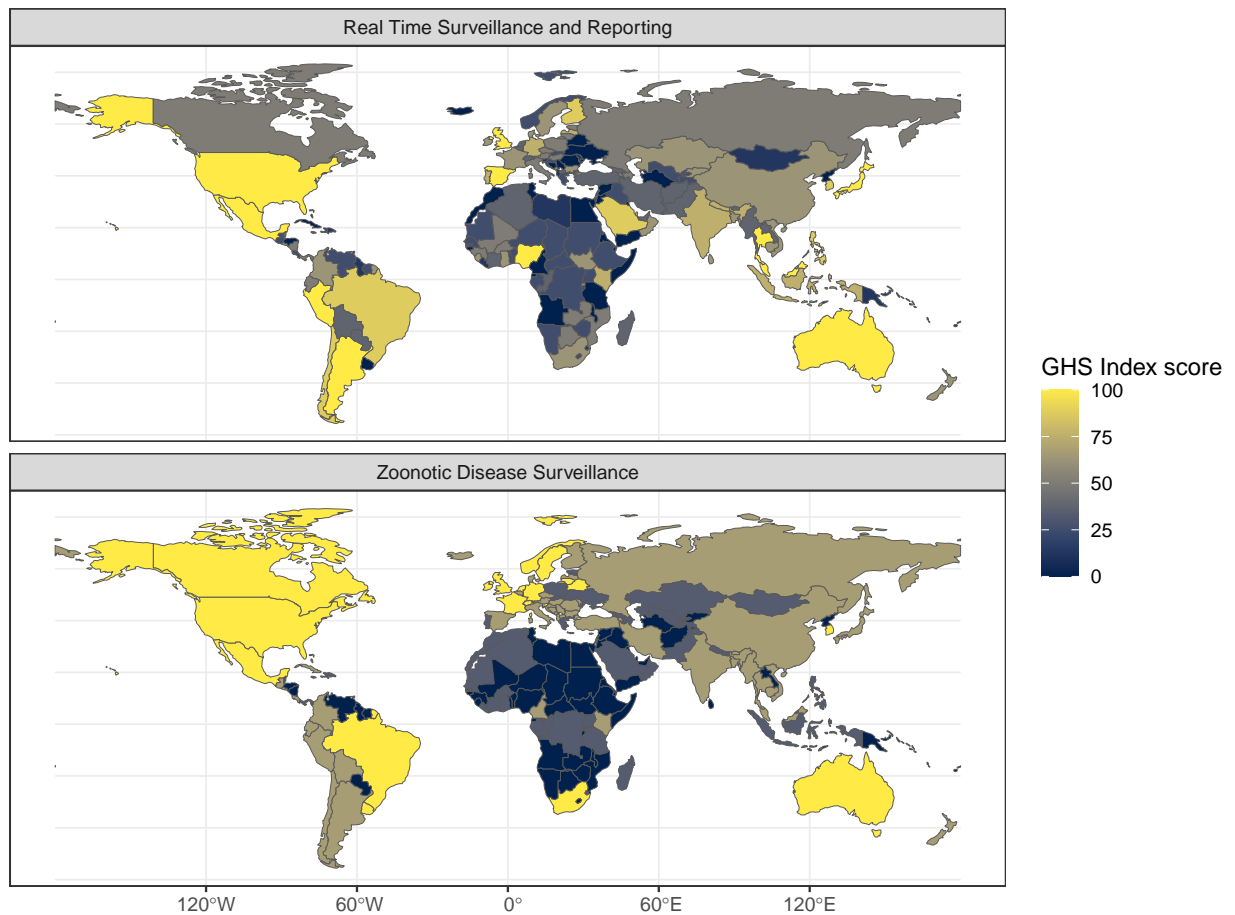 Real Time Surveillance and Reporting
GHS Index score
100
75
50
25
0
Zoonotic Disease Surveillance
120°W
60°W
0°
60°E
120°E